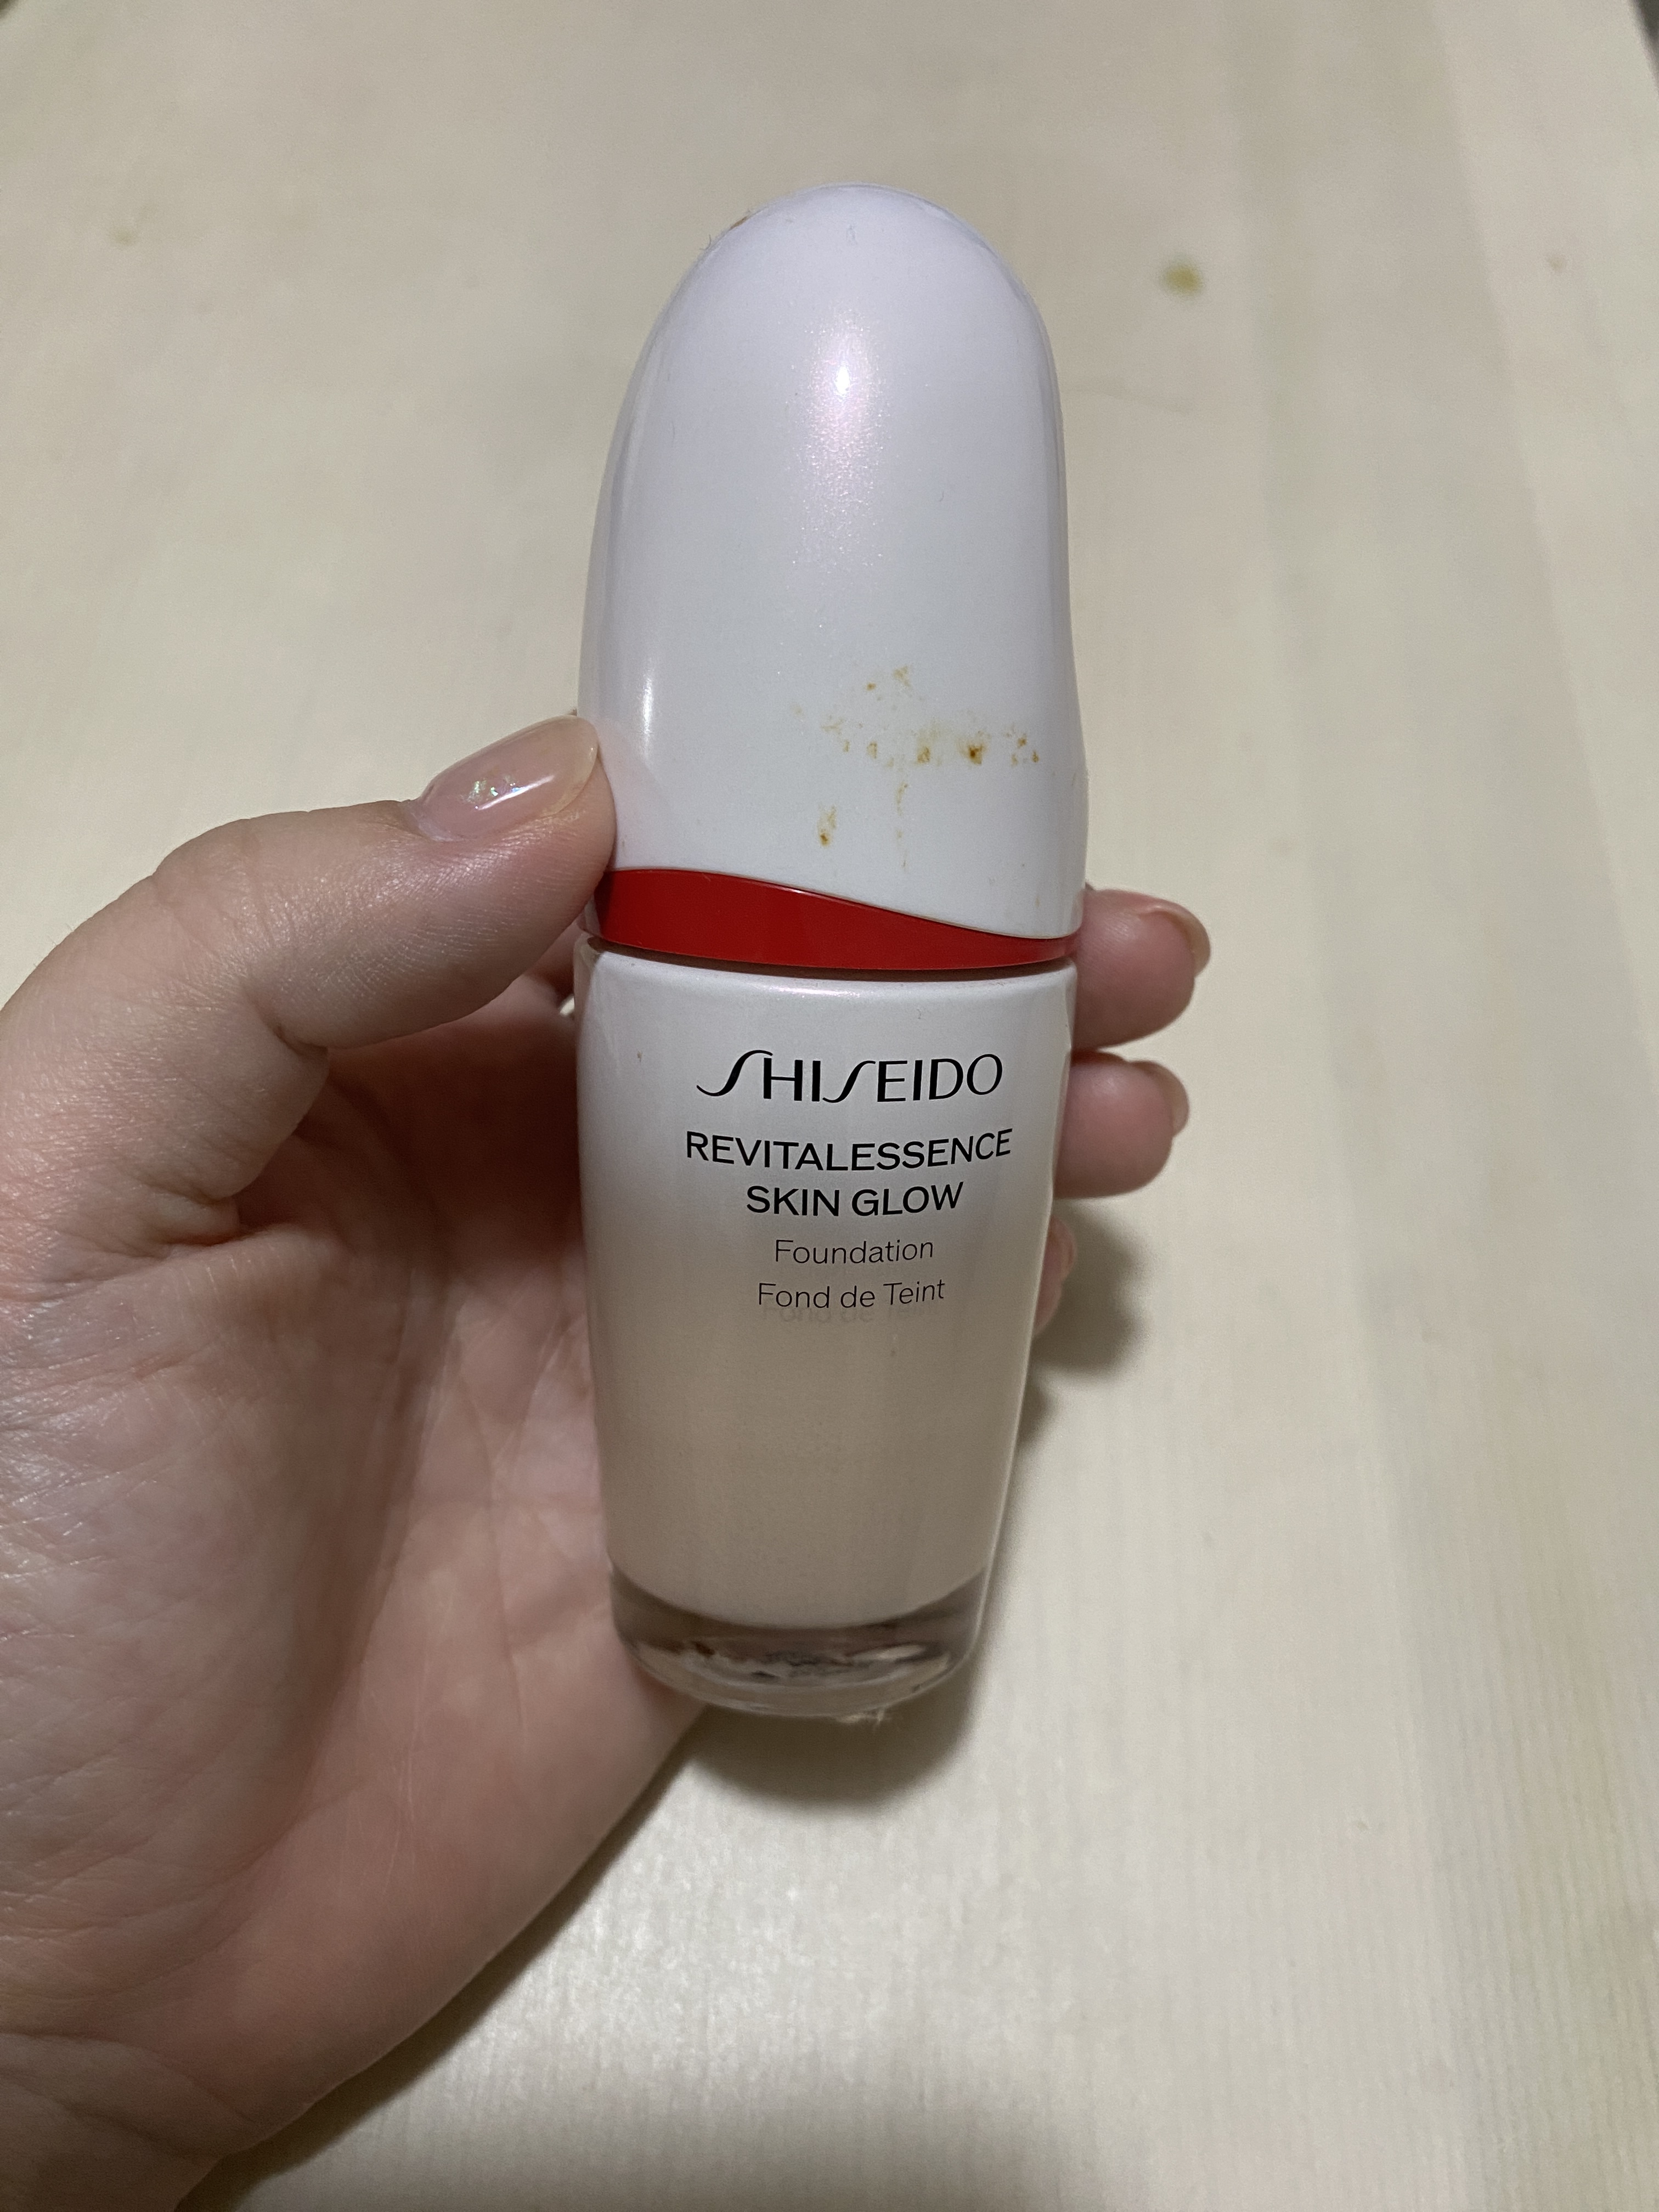 SHISEIDO
REVITALESSENCE
SKIN GLOW
Foundation
Fond de Teint